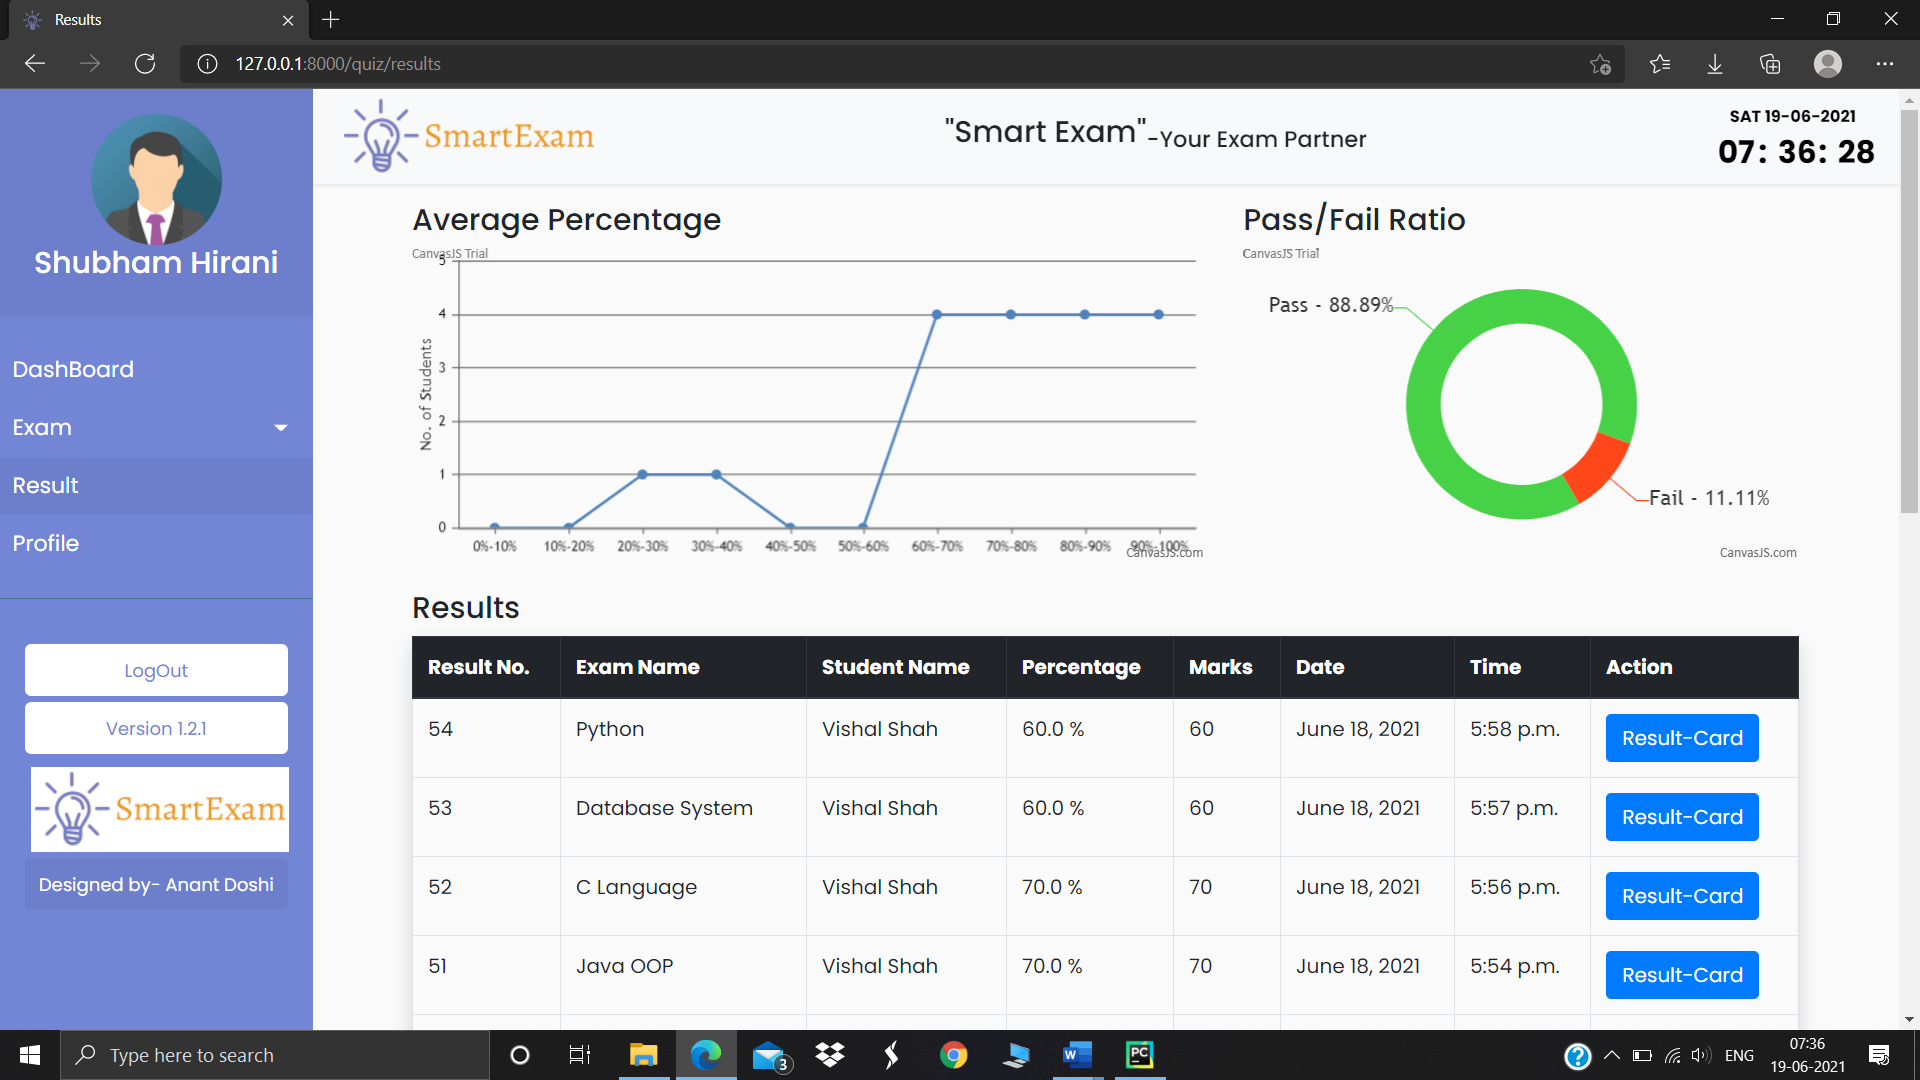 Results
127.0.0.1:8000/quiz/results
Shubham Hirani
DashBoard
Exam
Result
Profile
LogOut
Version 1.2.1
SmartExam
Designed by- Anant Doshi
SmartExam
"Smart Exam" -Your Exam Partner
SAT 19-06-2021
07: 36: 28
Average Percentage
CanvasJS Trial
No. of Students
5
4
3
2
1
0
0%-10% 10%-20% 20%-30% 30%-40% 40%-50% 50%-60% 60%-70% 70%-80% 80%-90% 90%-100%
CanvasJS.com
Pass/Fail Ratio
CanvasJS Trial
Pass - 88.89%
Fail - 11.11%
CanvasJS.com
Results
Result No. Exam Name Student Name Percentage Marks Date Time Action
54 Python Vishal Shah 60.0 % 60 June 18, 2021 5:58 p.m. Result-Card
53 Database System Vishal Shah 60.0 % 60 June 18, 2021 5:57 p.m. Result-Card
52 C Language Vishal Shah 70.0 % 70 June 18, 2021 5:56 p.m. Result-Card
51 Java OOP Vishal Shah 70.0 % 70 June 18, 2021 5:54 p.m. Result-Card
Type here to search
3
W
PC
ENG
07:36
19-06-2021